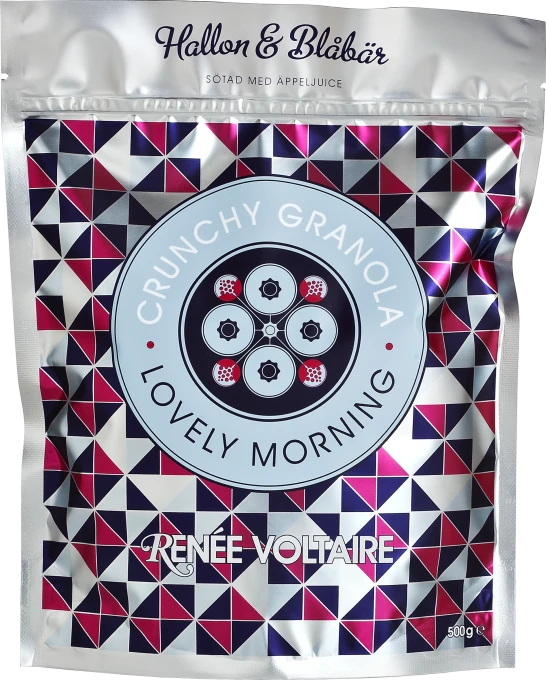 Hallon & Blåbär
SÖTAD MED ÄPPELJUICE
CRUNCHY GRANOLA
LOVELY MORNING
RENÉE VOLTAIRE
500g ℮